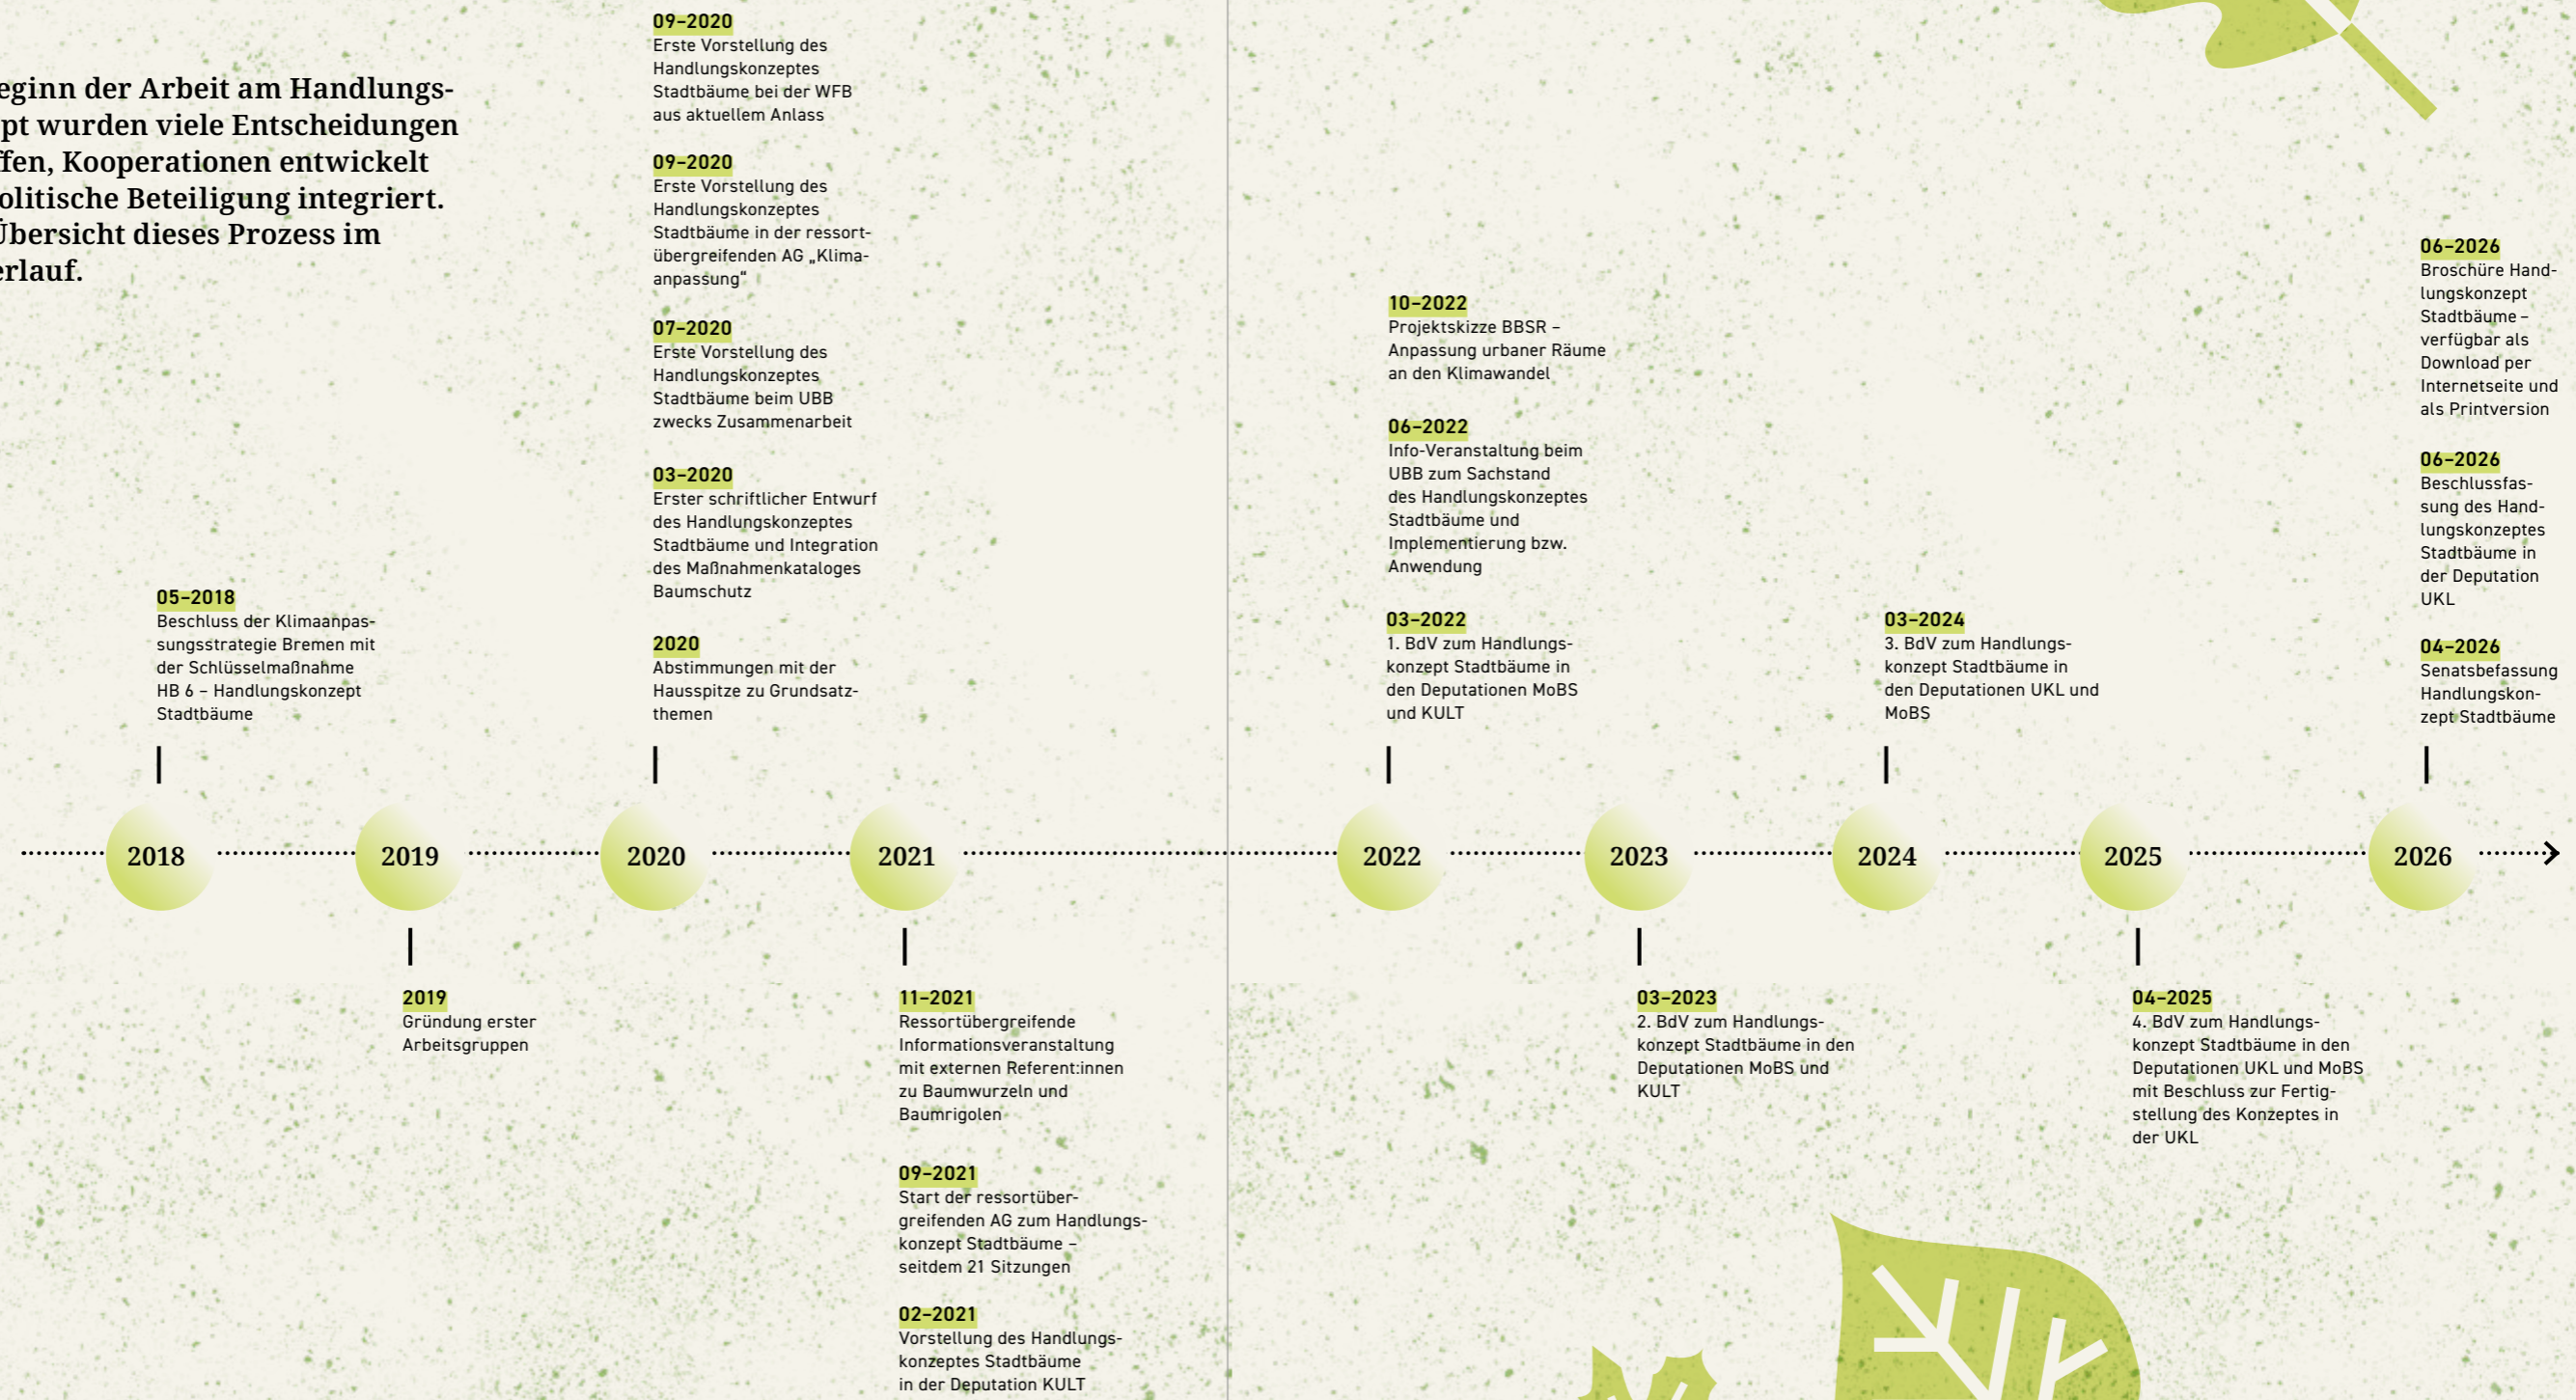 eginn der Arbeit am Handlungs-
pt wurden viele Entscheidungen
ffen, Kooperationen entwickelt
olitische Beteiligung integriert.
Übersicht dieses Prozess im
erlauf.
05–2018
Beschluss der Klimaanpas-
sungsstrategie Bremen mit
der Schlüsselmaßnahme
HB 6 – Handlungskonzept
Stadtbäume
09–2020
Erste Vorstellung des
Handlungskonzeptes
Stadtbäume bei der WFB
aus aktuellem Anlass
09–2020
Erste Vorstellung des
Handlungskonzeptes
Stadtbäume in der ressort-
übergreifenden AG „Klima-
anpassung“
07–2020
Erste Vorstellung des
Handlungskonzeptes
Stadtbäume beim UBB
zwecks Zusammenarbeit
03–2020
Erster schriftlicher Entwurf
des Handlungskonzeptes
Stadtbäume und Integration
des Maßnahmenkataloges
Baumschutz
2020
Abstimmungen mit der
Hausspitze zu Grundsatz-
themen
10–2022
Projektskizze BBSR –
Anpassung urbaner Räume
an den Klimawandel
06–2022
Info-Veranstaltung beim
UBB zum Sachstand
des Handlungskonzeptes
Stadtbäume und
Implementierung bzw.
Anwendung
03–2022
1. BdV zum Handlungs-
konzept Stadtbäume in
den Deputationen MoBS
und KULT
03–2024
3. BdV zum Handlungs-
konzept Stadtbäume in
den Deputationen UKL und
MoBS
06–2026
Broschüre Hand-
lungskonzept
Stadtbäume –
verfügbar als
Download per
Internetseite und
als Printversion
06–2026
Beschlussfas-
sung des Hand-
lungskonzeptes
Stadtbäume in
der Deputation
UKL
04–2026
Senatsbefassung
Handlungskon-
zept Stadtbäume
2018
2019
2020
2021
2022
2023
2024
2025
2026
2019
Gründung erster
Arbeitsgruppen
11–2021
Ressortübergreifende
Informationsveranstaltung
mit externen Referent:innen
zu Baumwurzeln und
Baumrigolen
09–2021
Start der ressortüber-
greifenden AG zum Handlungs-
konzept Stadtbäume –
seitdem 21 Sitzungen
02–2021
Vorstellung des Handlungs-
konzeptes Stadtbäume
in der Deputation KULT
03–2023
2. BdV zum Handlungs-
konzept Stadtbäume in den
Deputationen MoBS und
KULT
04–2025
4. BdV zum Handlungs-
konzept Stadtbäume in den
Deputationen UKL und MoBS
mit Beschluss zur Fertig-
stellung des Konzeptes in
der UKL